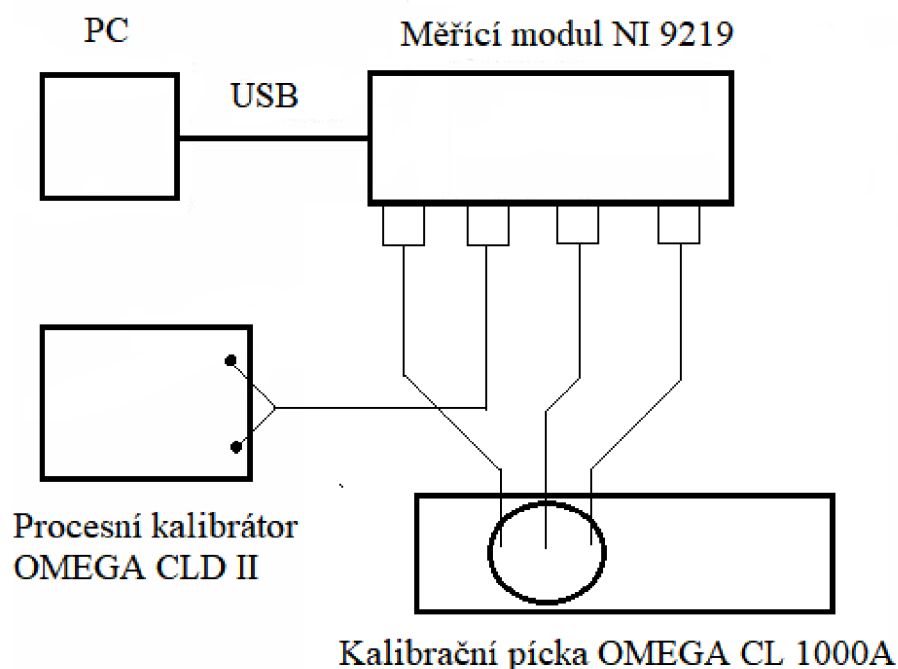 PC
Měřící modul NI 9219
USB
Procesní kalibrátor
OMEGA CLD II
Kalibrační pícka OMEGA CL 1000A